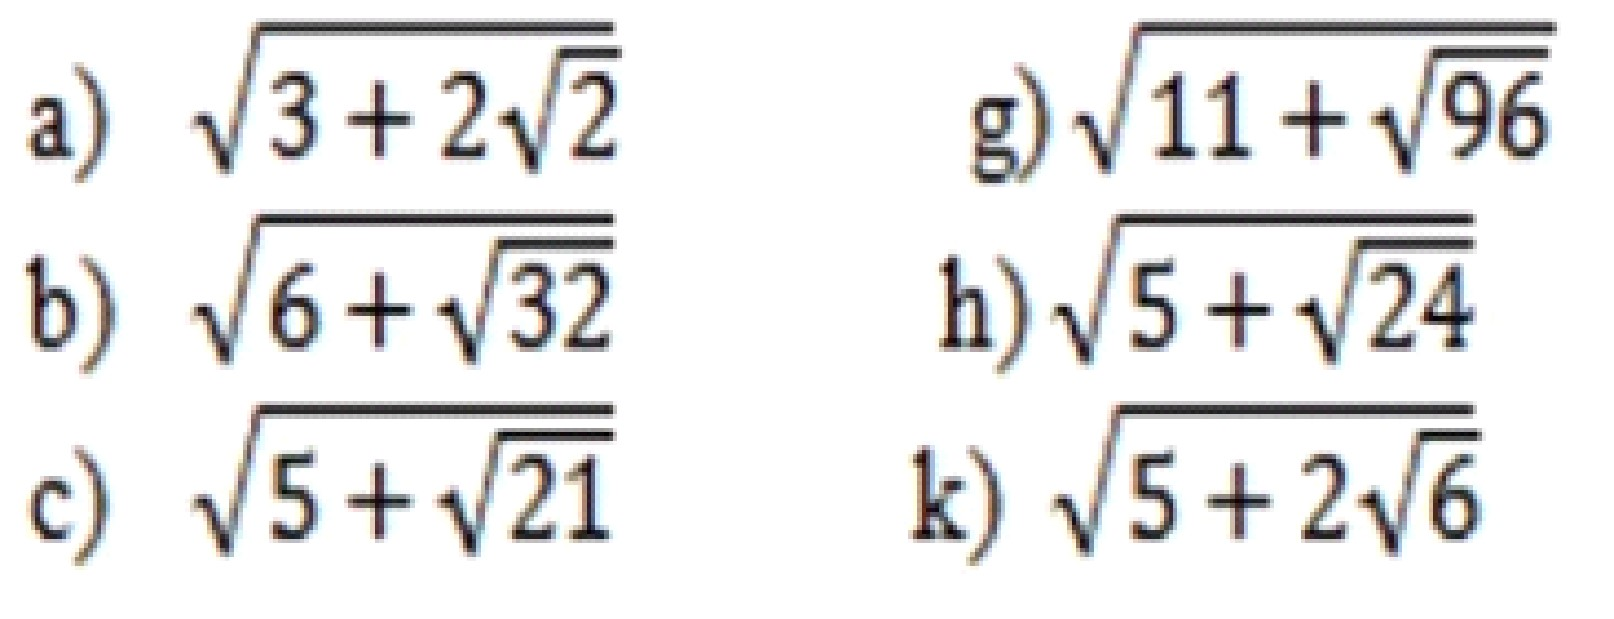 a) √(3 + 2√2)
g) √(11 + √96)
b) √(6 + √32)
h) √(5 + √24)
c) √(5 + √21)
k) √(5 + 2√6)